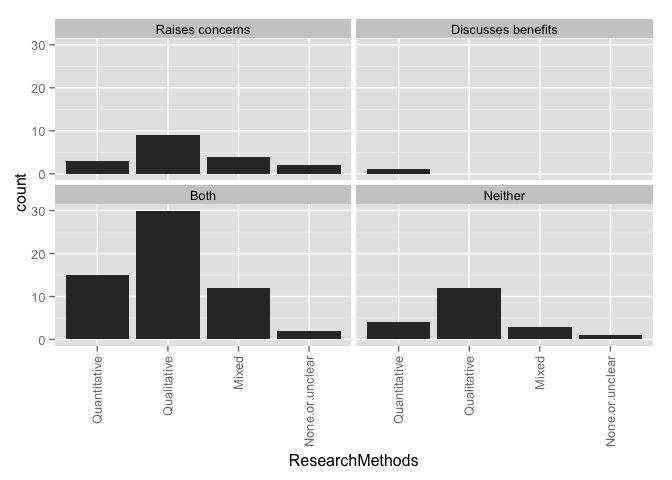 Raises concerns
Discusses benefits
30
20
10
0
Both
Neither
30
20
10
0
count
Quantitative
Qualitative
Mixed
None.or.unclear
Quantitative
Qualitative
Mixed
None.or.unclear
ResearchMethods